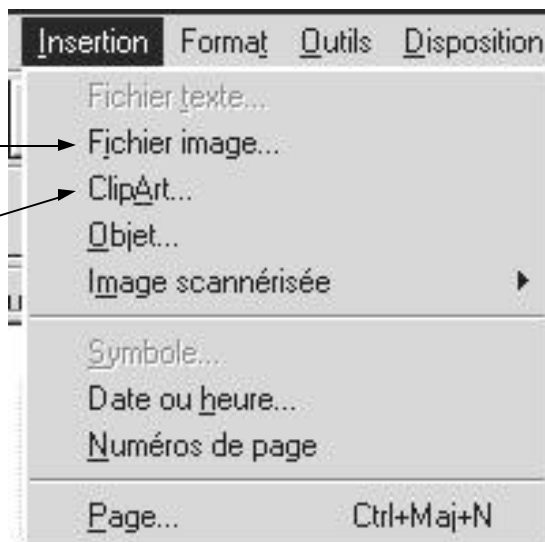 Insertion Format Outils Disposition
Fichier texte...
Fichier image...
ClipArt...
Objet...
Image scannérisée
Symbole...
Date ou heure...
Numéros de page
Page... Ctrl+Maj+N